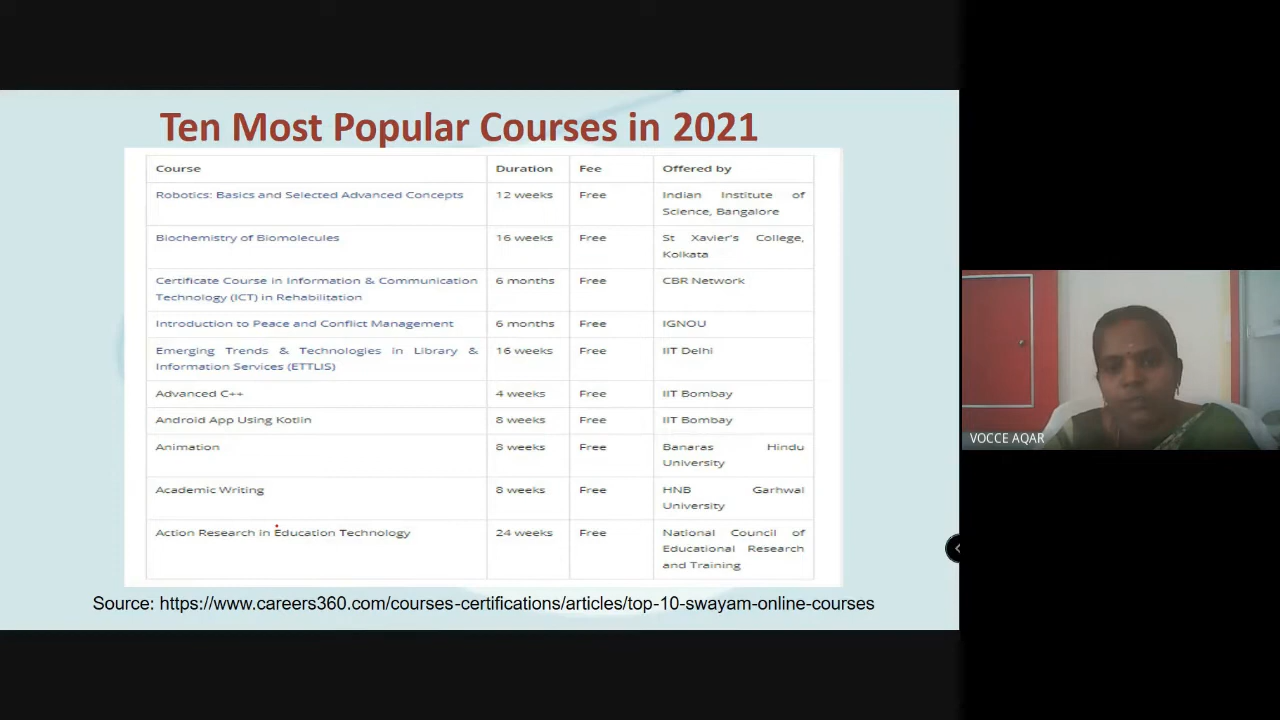 Ten Most Popular Courses in 2021
Course Duration Fee Offered by
Robotics: Basics and Selected Advanced Concepts 12 weeks Free Indian Institute of
Science, Bangalore
Biochemistry of Biomolecules 16 weeks Free St Xavier's College,
Kolkata
Certificate Course in Information & Communication 6 months Free CBR Network
Technology (ICT) in Rehabilitation
Introduction to Peace and Conflict Management 6 months Free IGNOU
Emerging Trends & Technologies in Library & 16 weeks Free IIT Delhi
Information Services (ETTLIS)
Advanced C++ 4 weeks Free IIT Bombay
Android App Using Kotlin 8 weeks Free IIT Bombay
Animation 8 weeks Free Banaras Hindu
University
Academic Writing 8 weeks Free HNB Garhwal
University
Action Research in Education Technology 24 weeks Free National Council of
Educational Research
and Training
Source: https://www.careers360.com/courses-certifications/articles/top-10-swayam-online-courses
VOCCE AQAR